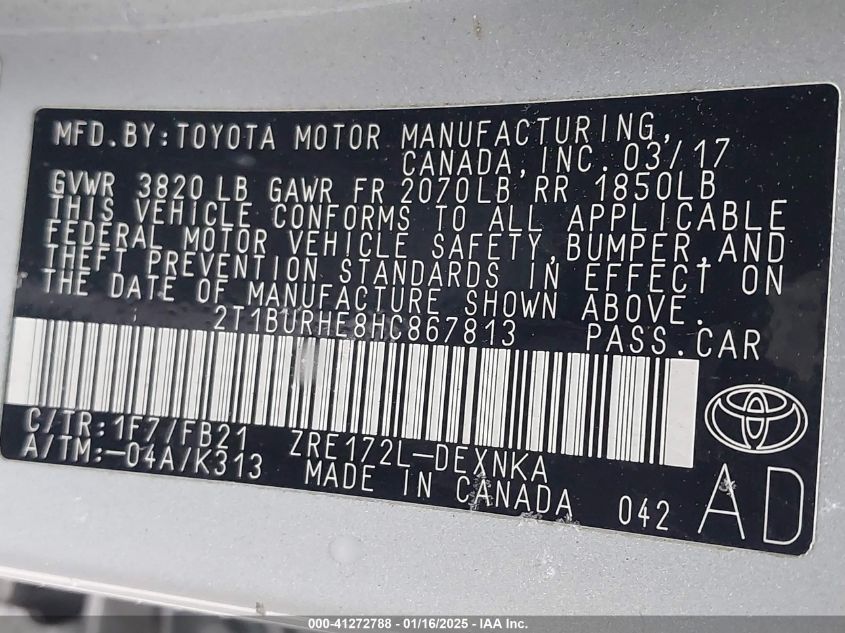 MFD.BY:TOYOTA MOTOR MANUFACTURING,
CANADA,INC.03/17
GVWR 3820 LB GAWR FR 2070LB RR 1850LB
THIS VEHICLE CONFORMS TO ALL APPLICABLE
FEDERAL MOTOR VEHICLE SAFETY,BUMPER,AND
THEFT PREVENTION STANDARDS IN EFFECT ON
THE DATE OF MANUFACTURE SHOWN ABOVE.
2T1BURHE8HC867813 PASS.CAR
C/TR:1F7/FB21 ZRE172L-DEXNKA
A/TM:-04A/K313 MADE IN CANADA 042 AD
000-41272788 - 01/16/2025 - IAA Inc.